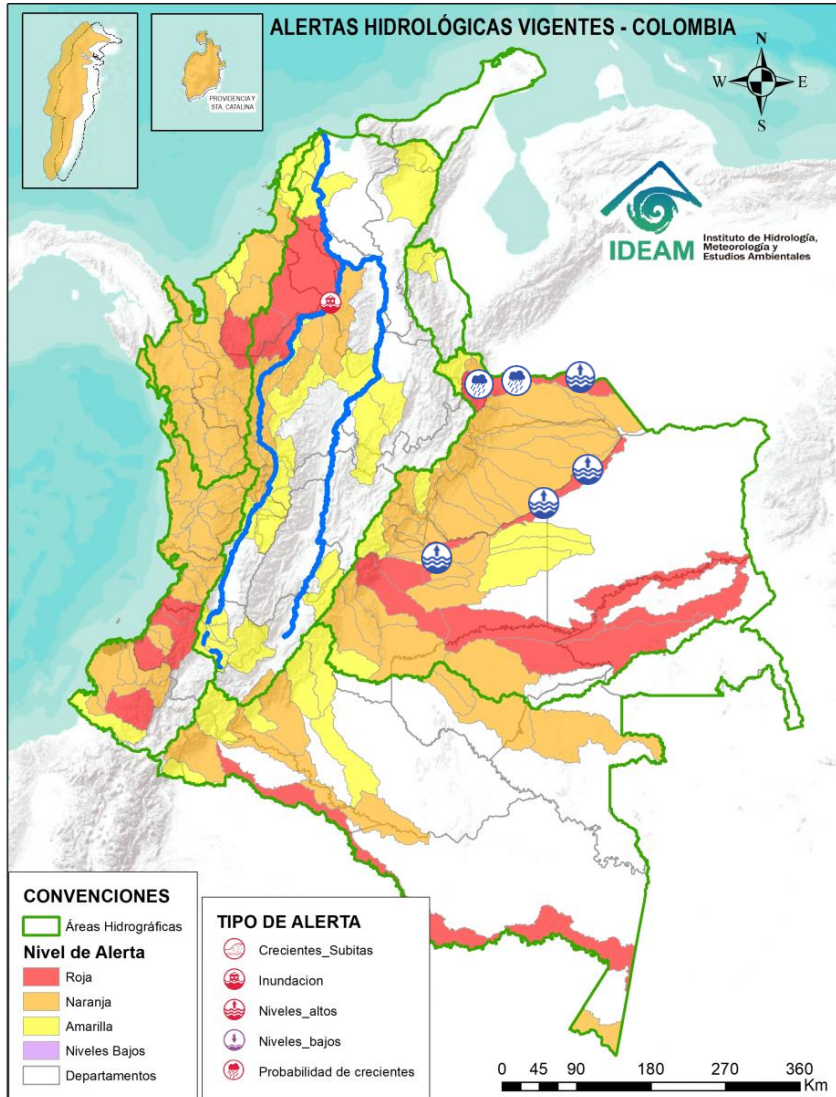 ALERTAS HIDROLÓGICAS VIGENTES - COLOMBIA
PROVIDENCIA Y
STA. CATALINA
N
W E
S
IDEAM
Instituto de Hidrología,
Meteorología y
Estudios Ambientales
CONVENCIONES
Áreas Hidrográficas
Nivel de Alerta
Roja
Naranja
Amarilla
Niveles Bajos
Departamentos
TIPO DE ALERTA
Crecientes_Subitas
Inundacion
Niveles_altos
Niveles_bajos
Probabilidad de crecientes
0 45 90 180 270 360
Km